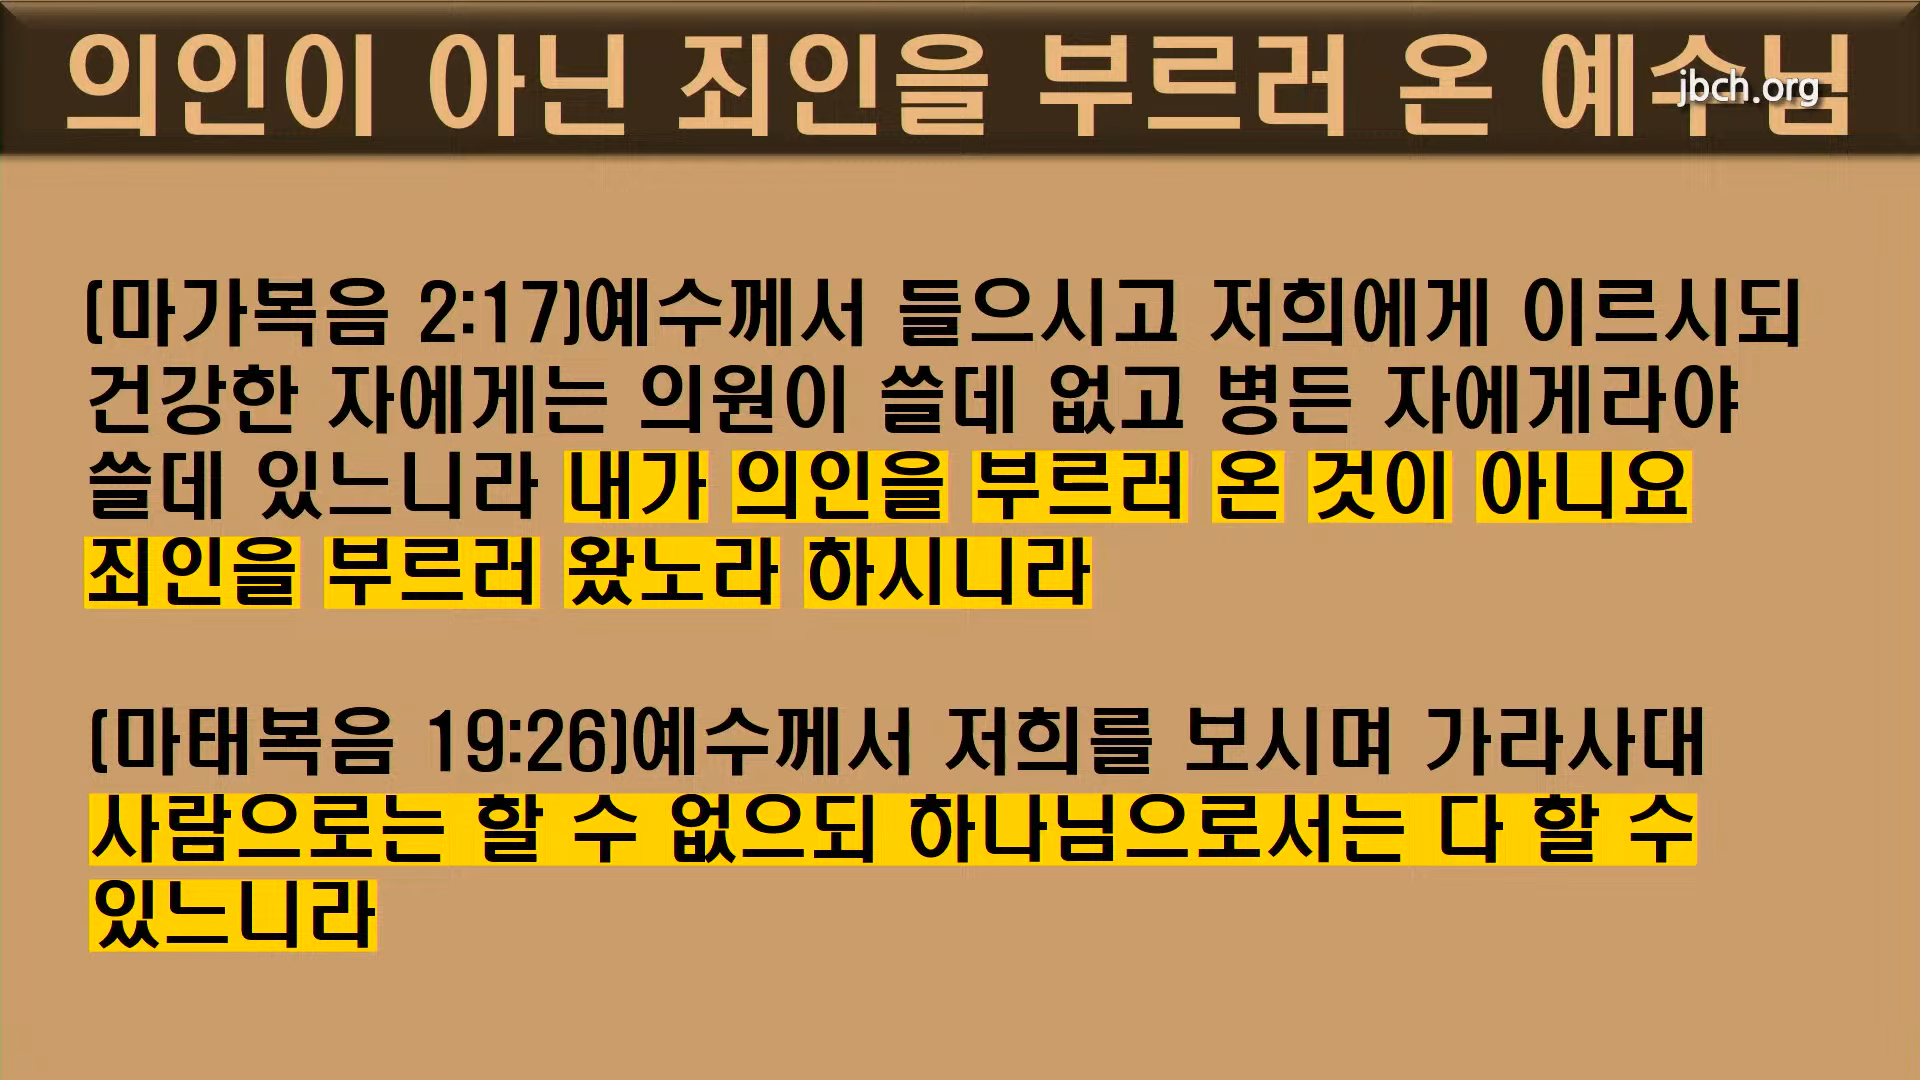 의인이 아닌 죄인을 부르러 온 예수님
jbch.org
(마가복음 2:17)예수께서 들으시고 저희에게 이르시되
건강한 자에게는 의원이 쓸데 없고 병든 자에게라야
쓸데 있느니라 내가 의인을 부르러 온 것이 아니요
죄인을 부르러 왔노라 하시니라
(마태복음 19:26)예수께서 저희를 보시며 가라사대
사람으로는 할 수 없으되 하나님으로서는 다 할 수
있느니라